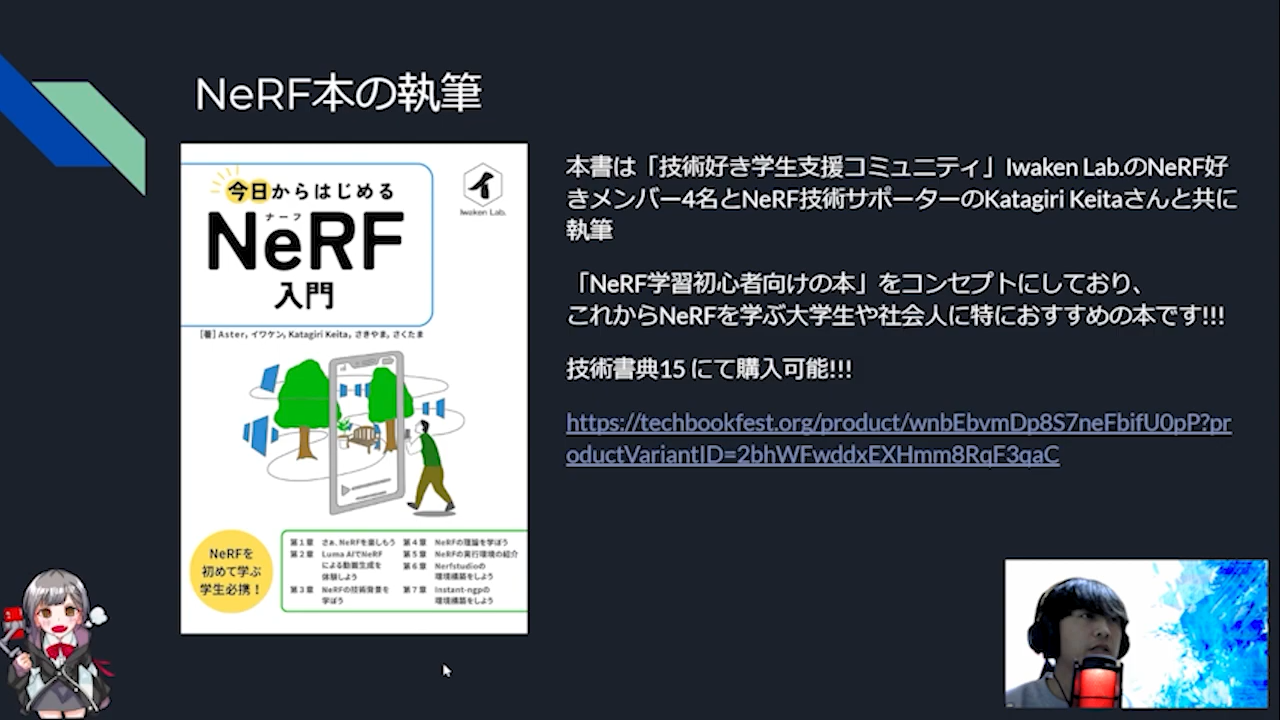 NeRF本の執筆
今日からはじめる
ナーフ
NeRF
入門
Iwaken Lab.
[著] Aster, イワケン, Katagiri Keita, さきやま, さくたま
NeRFを
初めて学ぶ
学生必携！
第1章 さぁ、NeRFを楽しもう
第2章 Luma AIでNeRF
による動画生成を
体験しよう
第3章 NeRFの技術背景を
学ぼう
第4章 NeRFの理論を学ぼう
第5章 NeRFの実行環境の紹介
第6章 Nerfstudioの
環境構築をしよう
第7章 Instant-ngpの
環境構築をしよう
本書は「技術好き学生支援コミュニティ」Iwaken Lab.のNeRF好
きメンバー4名とNeRF技術サポーターのKatagiri Keitaさんと共に
執筆
「NeRF学習初心者向けの本」をコンセプトにしており、
これからNeRFを学ぶ大学生や社会人に特におすすめの本です!!!
技術書典15 にて購入可能!!!
https://techbookfest.org/product/wnbEbvmDp8S7neFbifU0pP?pr
oductVariantID=2bhWFwddxEXHmm8RqF3qaC